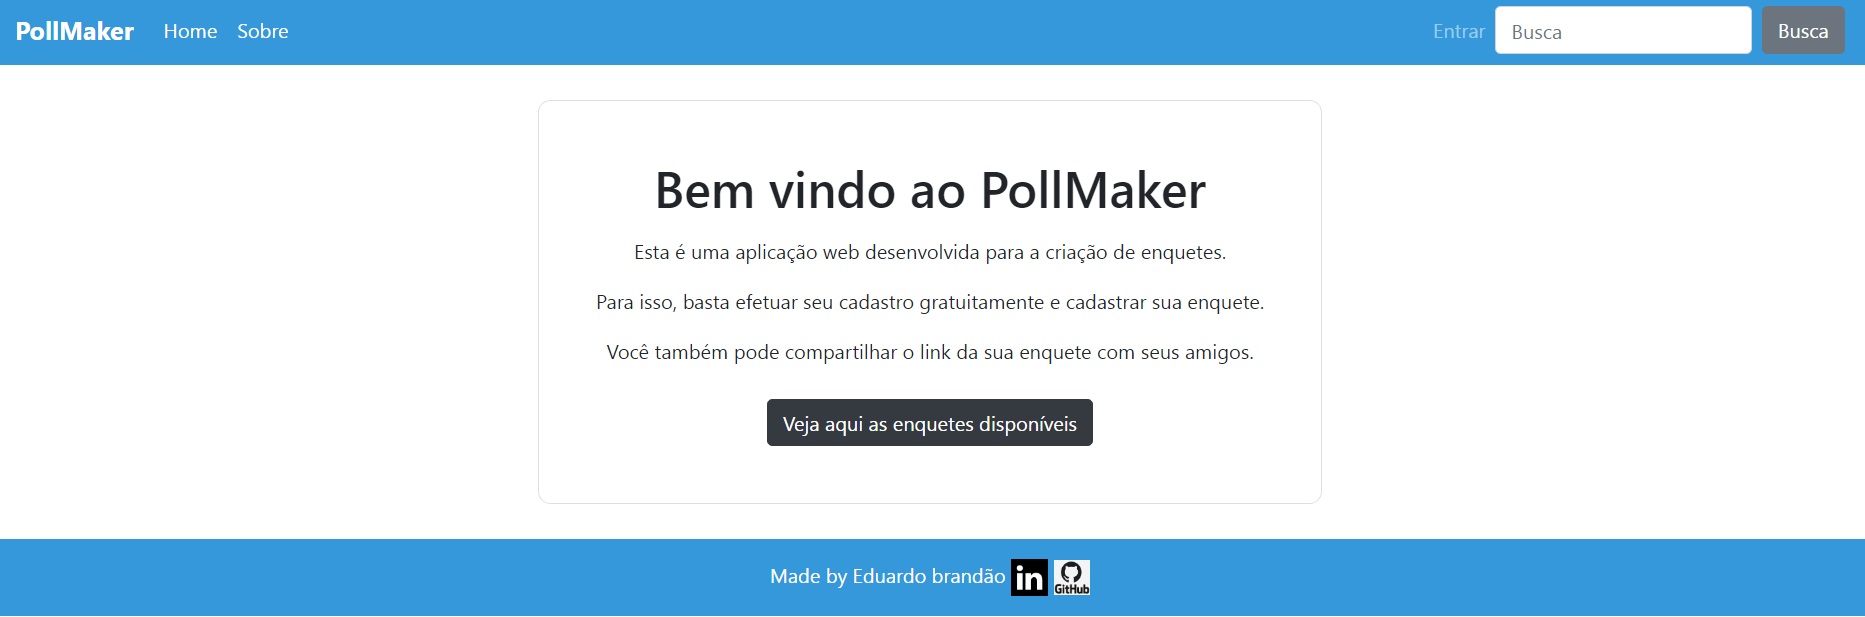 PollMaker Home Sobre Entrar Busca Busca
Bem vindo ao PollMaker
Esta é uma aplicação web desenvolvida para a criação de enquetes.
Para isso, basta efetuar seu cadastro gratuitamente e cadastrar sua enquete.
Você também pode compartilhar o link da sua enquete com seus amigos.
Veja aqui as enquetes disponíveis
Made by Eduardo brandão in GitHub